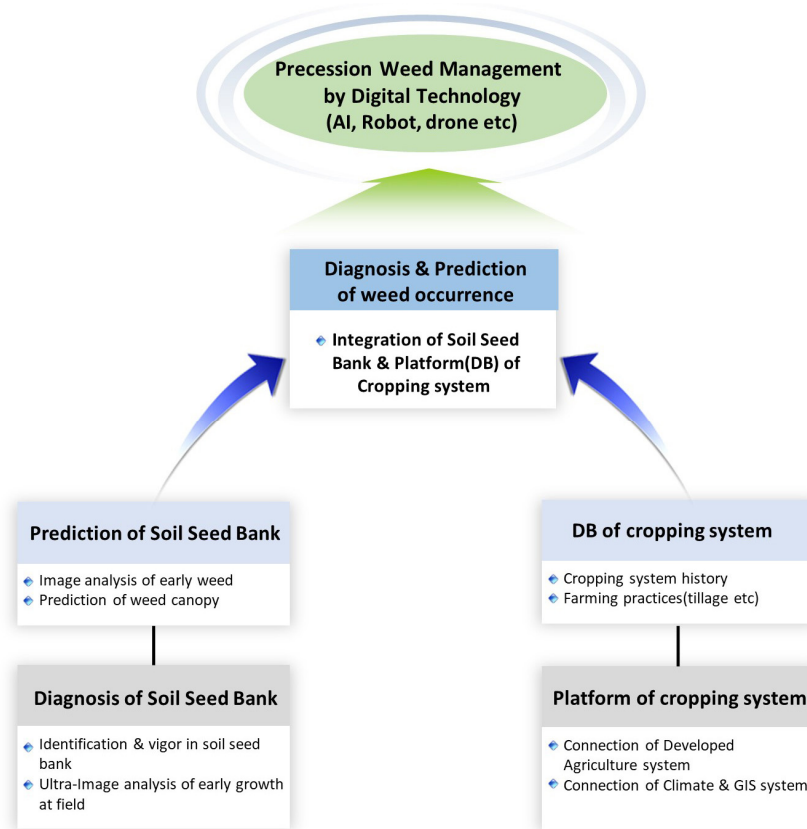 Precession Weed Management
by Digital Technology
(AI, Robot, drone etc)
Diagnosis & Prediction
of weed occurrence
Integration of Soil Seed
Bank & Platform(DB) of
Cropping system
Prediction of Soil Seed Bank
Image analysis of early weed
Prediction of weed canopy
Diagnosis of Soil Seed Bank
Identification & vigor in soil seed
bank
Ultra-Image analysis of early growth
at field
DB of cropping system
Cropping system history
Farming practices(tillage etc)
Platform of cropping system
Connection of Developed
Agriculture system
Connection of Climate & GIS system